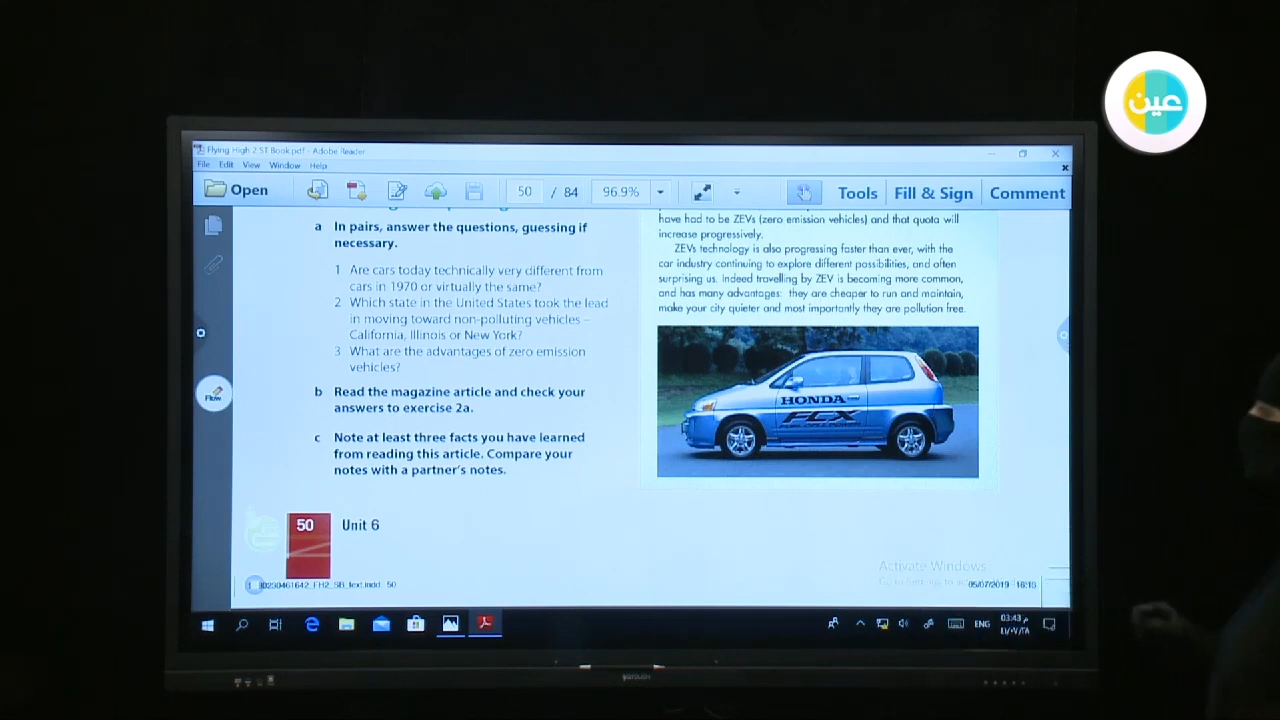 عين
Flying High 2 ST Book.pdf - Adobe Reader
File Edit View Window Help
Open 50 / 84 96.9% Tools Fill & Sign Comment
a In pairs, answer the questions, guessing if
necessary.
1 Are cars today technically very different from
cars in 1970 or virtually the same?
2 Which state in the United States took the lead
in moving toward non-polluting vehicles –
California, Illinois or New York?
3 What are the advantages of zero emission
vehicles?
b Read the magazine article and check your
answers to exercise 2a.
c Note at least three facts you have learned
from reading this article. Compare your
notes with a partner's notes.
have had to be ZEVs (zero emission vehicles) and that quota will
increase progressively.
ZEVs technology is also progressing faster than ever, with the
car industry continuing to explore different possibilities, and often
surprising us. Indeed travelling by ZEV is becoming more common,
and has many advantages: they are cheaper to run and maintain,
make your city quieter and most importantly they are pollution free.
HONDA
FCX
Flow
50 Unit 6
Activate Windows
05/07/2019 16:15
ENG
03:43 م